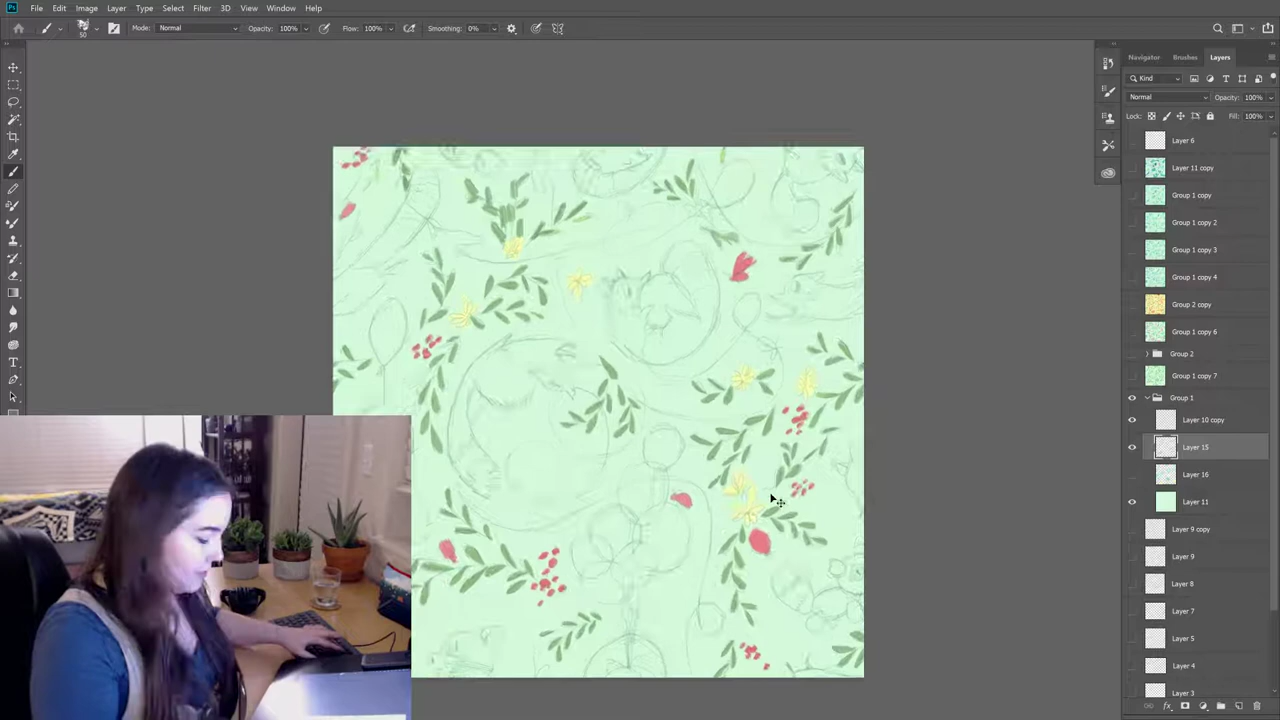 Ps File Edit Image Layer Type Select Filter 3D View Window Help
50 Mode: Normal Opacity: 100% Flow: 100% Smoothing: 0%
Navigator Brushes Layers
Kind
Normal Opacity: 100%
Lock: Fill: 100%
Layer 6
Layer 11 copy
Group 1 copy
Group 1 copy 2
Group 1 copy 3
Group 1 copy 4
Group 2 copy
Group 1 copy 6
Group 2
Group 1 copy 7
Group 1
Layer 10 copy
Layer 15
Layer 16
Layer 11
Layer 9 copy
Layer 9
Layer 8
Layer 7
Layer 5
Layer 4
Layer 3
fx